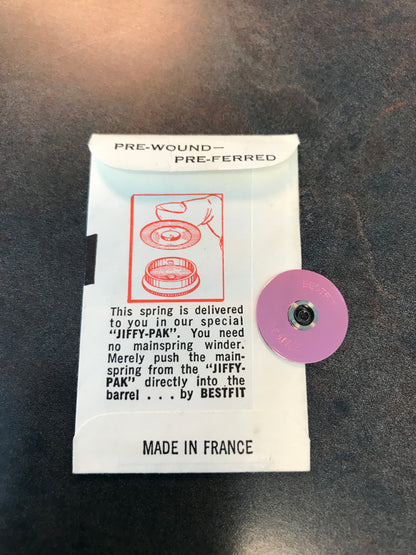 PRE-WOUND—
PRE-FERRED
This spring is delivered
to you in our special
"JIFFY-PAK". You need
no mainspring winder.
Merely push the main-
spring from the "JIFFY-
PAK" directly into the
barrel . . . by BESTFIT
MADE IN FRANCE
BESTFIT